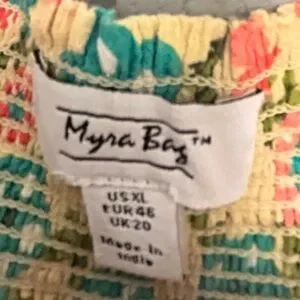 Myra Bag™
US XL
EUR 46
UK 20
Made in
India